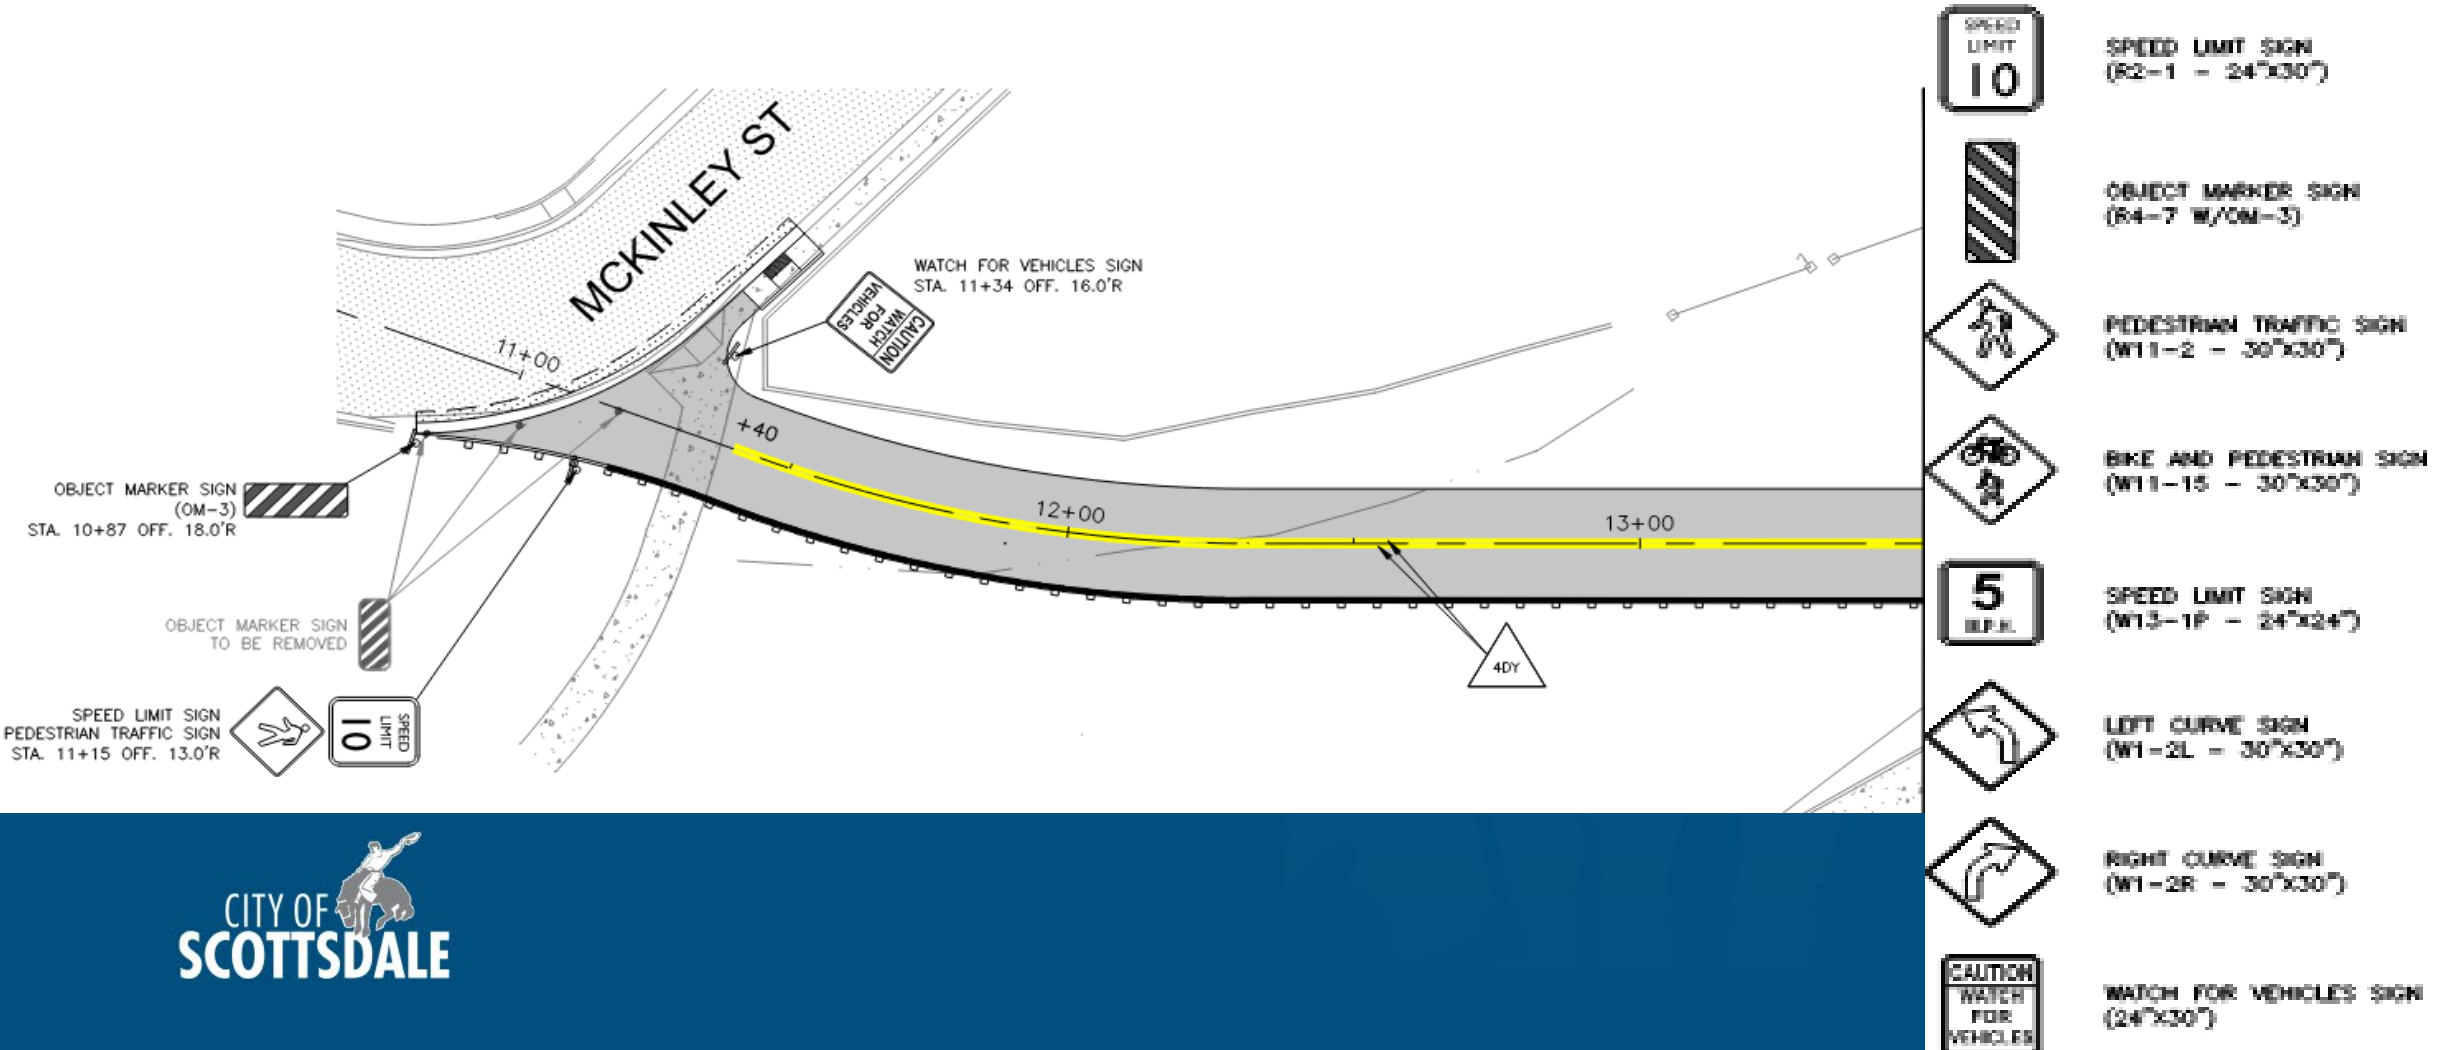 MCKINLEY ST
11+00
WATCH FOR VEHICLES SIGN
STA. 11+34 OFF. 16.0'R
CAUTION
WATCH
FOR
VEHICLES
+40
12+00
13+00
4DY
OBJECT MARKER SIGN
(OM-3)
STA. 10+87 OFF. 18.0'R
OBJECT MARKER SIGN
TO BE REMOVED
SPEED LIMIT SIGN
PEDESTRIAN TRAFFIC SIGN
STA. 11+15 OFF. 13.0'R
SPEED
LIMIT
10
CITY OF
SCOTTSDALE
SPEED
LIMIT
10
SPEED LIMIT SIGN
(R2-1 - 24"X30")
OBJECT MARKER SIGN
(R4-7 W/OM-3)
PEDESTRIAN TRAFFIC SIGN
(W11-2 - 30"X30")
BIKE AND PEDESTRIAN SIGN
(W11-15 - 30"X30")
5
M.P.H.
SPEED LIMIT SIGN
(W13-1P - 24"X24")
LEFT CURVE SIGN
(W1-2L - 30"X30")
RIGHT CURVE SIGN
(W1-2R - 30"X30")
CAUTION
WATCH
FOR
VEHICLES
WATCH FOR VEHICLES SIGN
(24"X30")